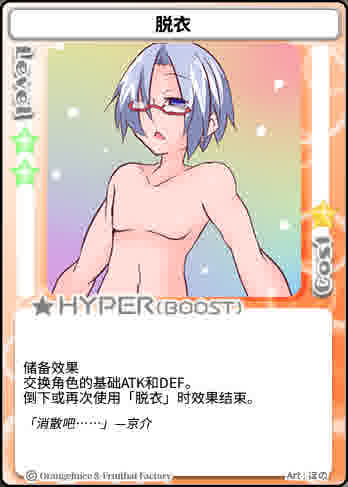 脱衣
Level
Cost
HYPER(BOOST)
储备效果
交换角色的基础ATK和DEF。
倒下或再次使用「脱衣」时效果结束。
「消散吧……」—京介
© OrangeJuice & Fruitbat Factory
Art : ほの